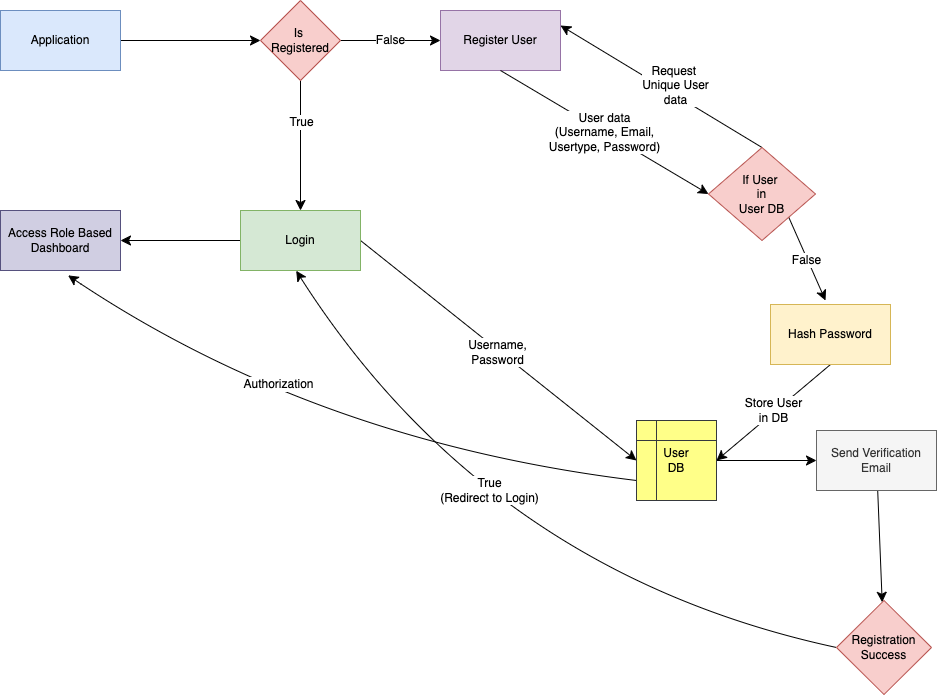 Application
Is
Registered
False
Register User
Request
Unique User
data
True
User data
(Username, Email,
Usertype, Password)
If User
in
User DB
Access Role Based
Dashboard
Login
False
Hash Password
Username,
Password
Authorization
Store User
in DB
User
DB
Send Verification
Email
True
(Redirect to Login)
Registration
Success